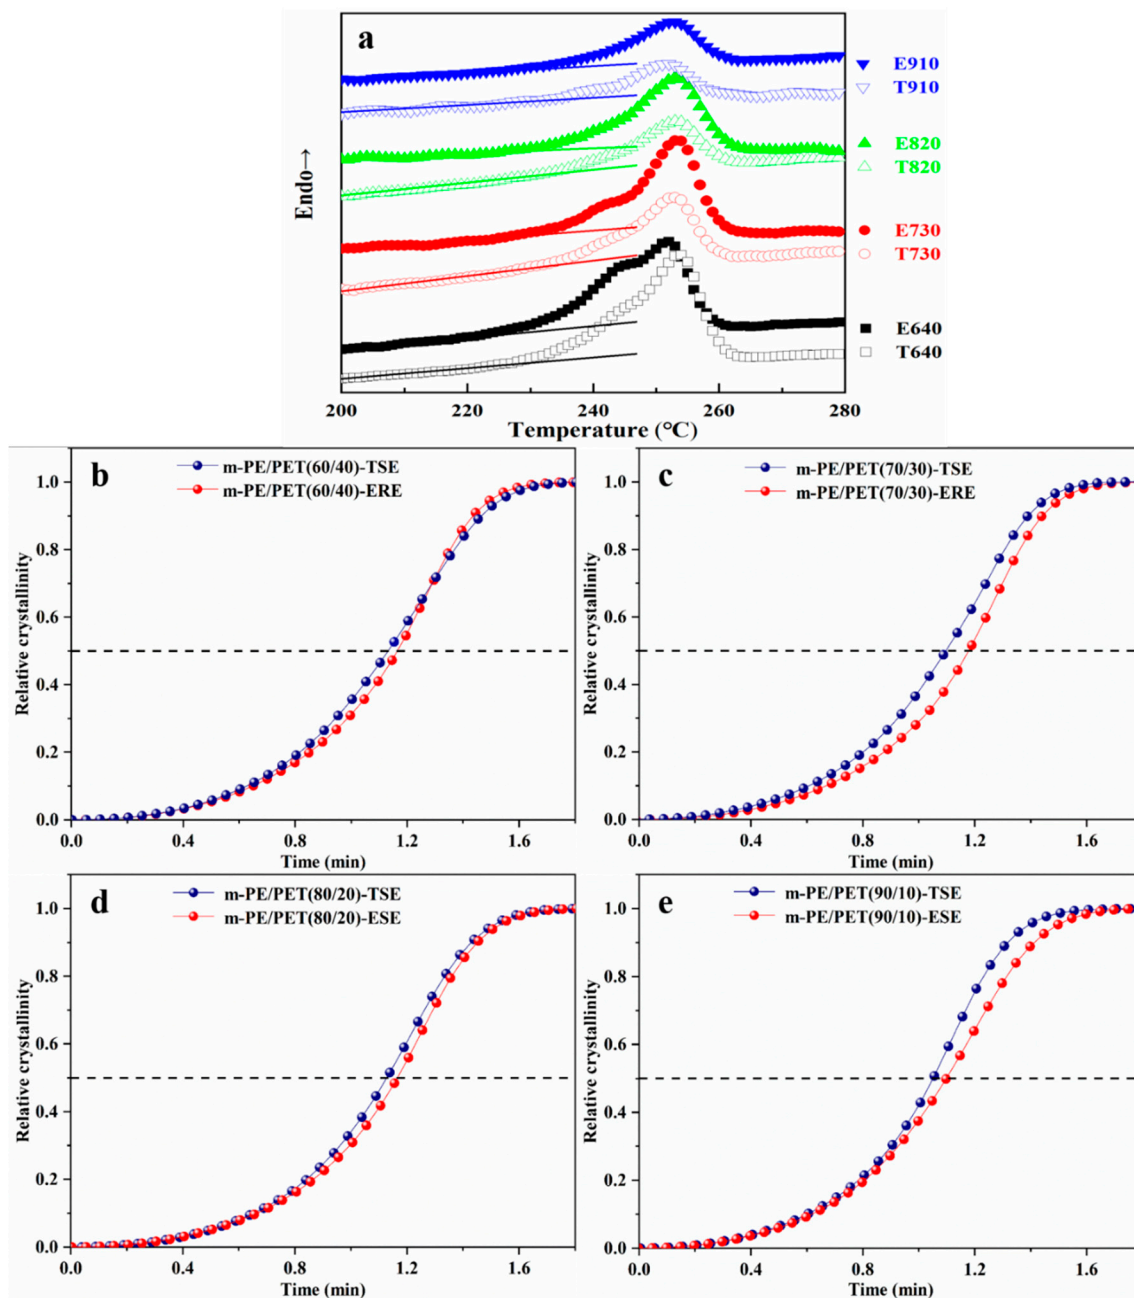 a
E910
T910
E820
T820
E730
T730
E640
T640
Endo→
200 220 240 260 280
Temperature (°C)
b
m-PE/PET(60/40)-TSE
m-PE/PET(60/40)-ERE
1.0
0.8
0.6
0.4
0.2
0.0
Relative crystallinity
0.0 0.4 0.8 1.2 1.6
Time (min)
c
m-PE/PET(70/30)-TSE
m-PE/PET(70/30)-ERE
1.0
0.8
0.6
0.4
0.2
0.0
Relative crystallinity
0.0 0.4 0.8 1.2 1.6
Time (min)
d
m-PE/PET(80/20)-TSE
m-PE/PET(80/20)-ESE
1.0
0.8
0.6
0.4
0.2
0.0
Relative crystallinity
0.0 0.4 0.8 1.2 1.6
Time (min)
e
m-PE/PET(90/10)-TSE
m-PE/PET(90/10)-ESE
1.0
0.8
0.6
0.4
0.2
0.0
Relative crystallinity
0.0 0.4 0.8 1.2 1.6
Time (min)